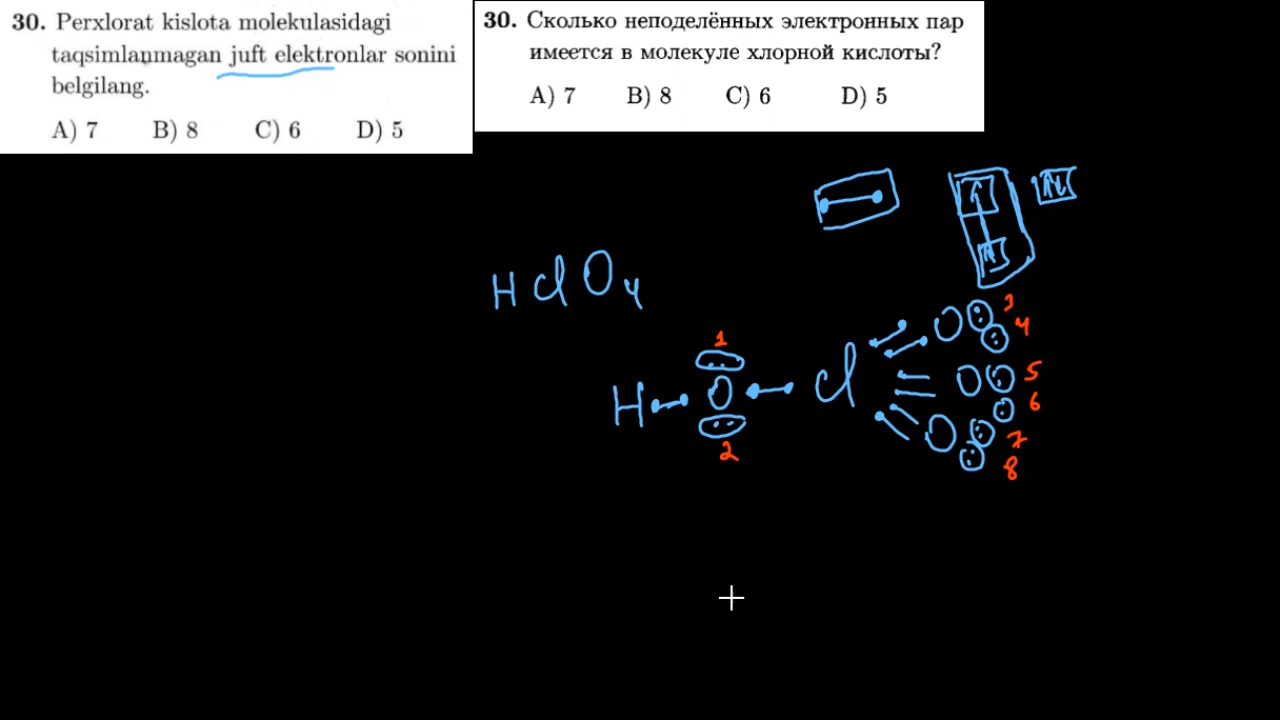 30. Perxlorat kislota molekulasidagi
taqsimlanmagan juft elektronlar sonini
belgilang.
A) 7 B) 8 C) 6 D) 5
30. Сколько неподелённых электронных пар
имеется в молекуле хлорной кислоты?
A) 7 B) 8 C) 6 D) 5
HClO4
1
H O Cl
2
O 3
4
O 5
6
O 7
8